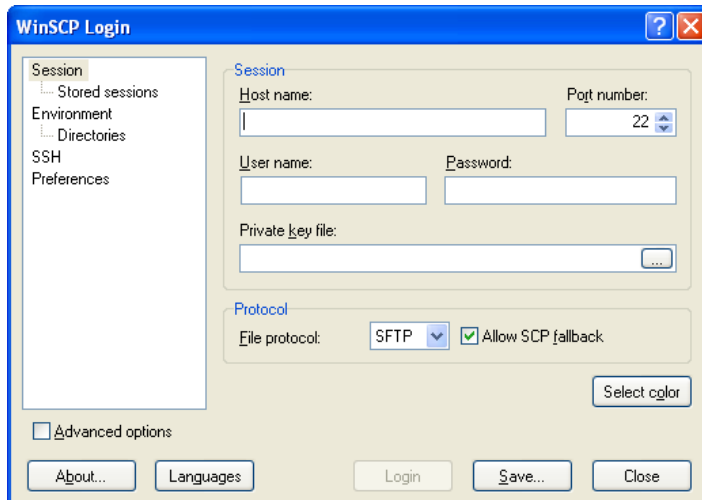 WinSCP Login
Session
Stored sessions
Environment
Directories
SSH
Preferences
Session
Host name: Port number:
22
User name: Password:
Private key file:
...
Protocol
File protocol: SFTP Allow SCP fallback
Select color
Advanced options
About... Languages Login Save... Close